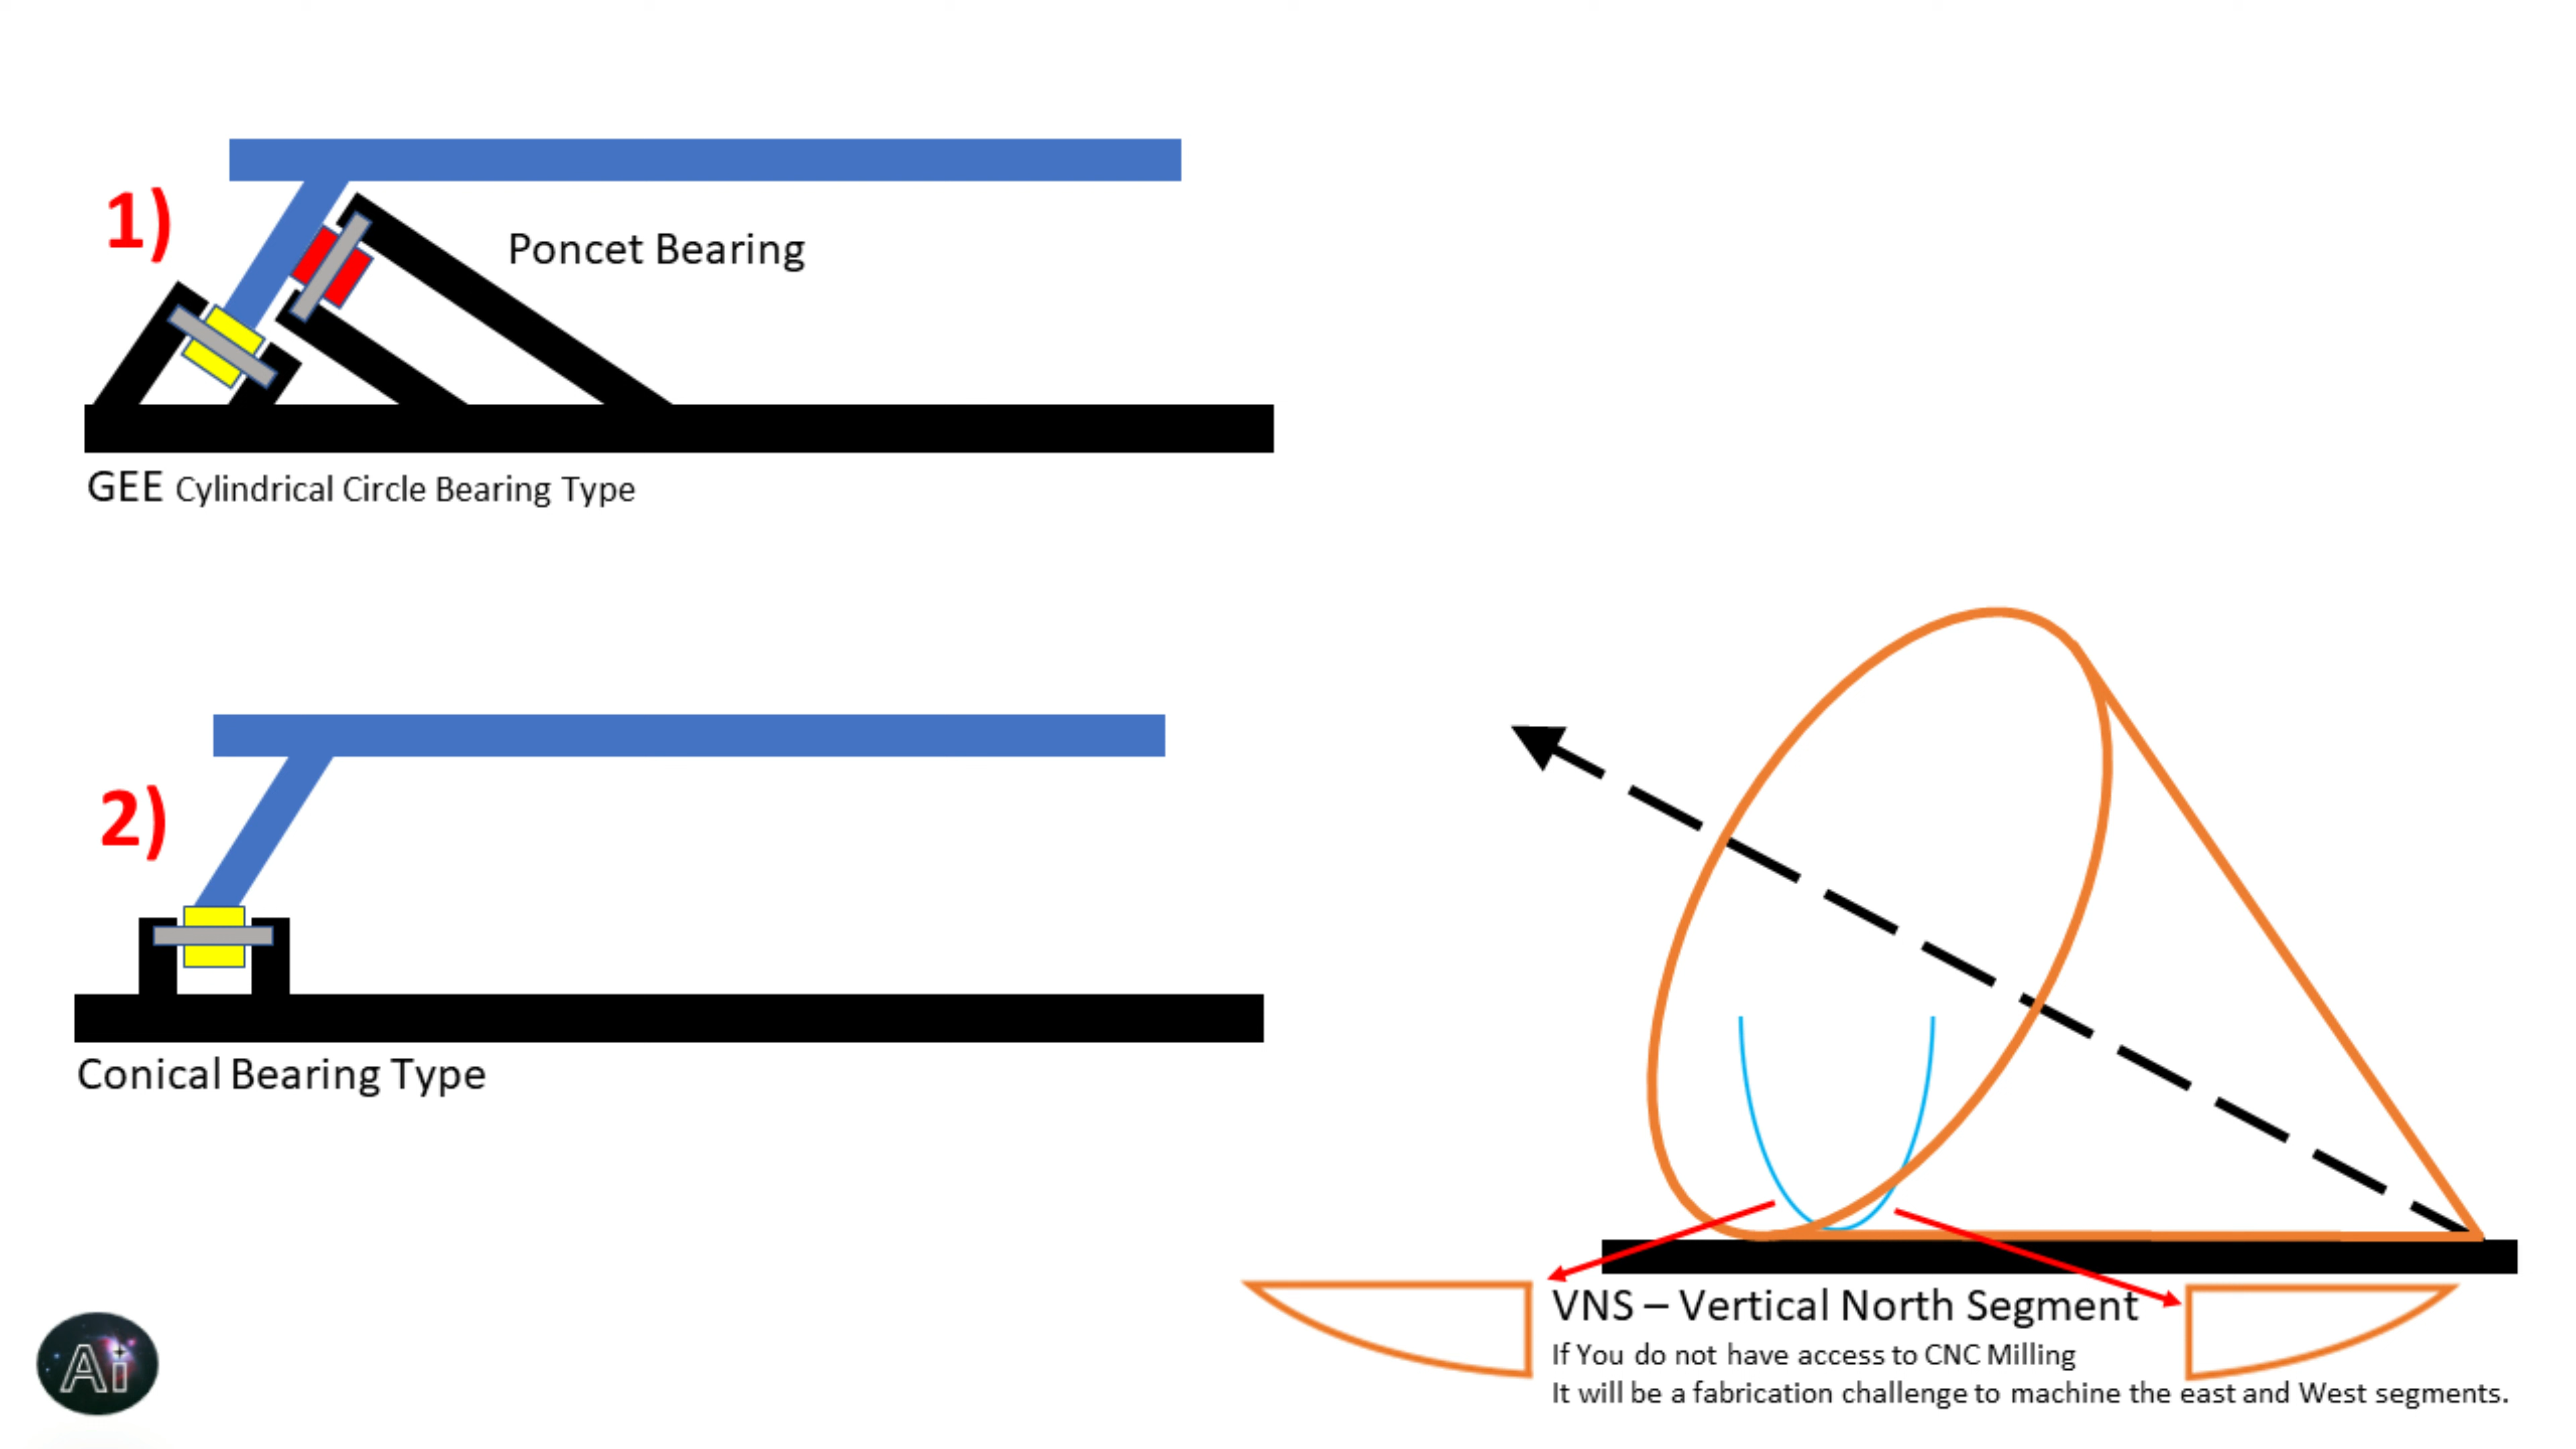 1)
Poncet Bearing
GEE Cylindrical Circle Bearing Type
2)
Conical Bearing Type
VNS – Vertical North Segment
If You do not have access to CNC Milling
It will be a fabrication challenge to machine the east and West segments.
Ai